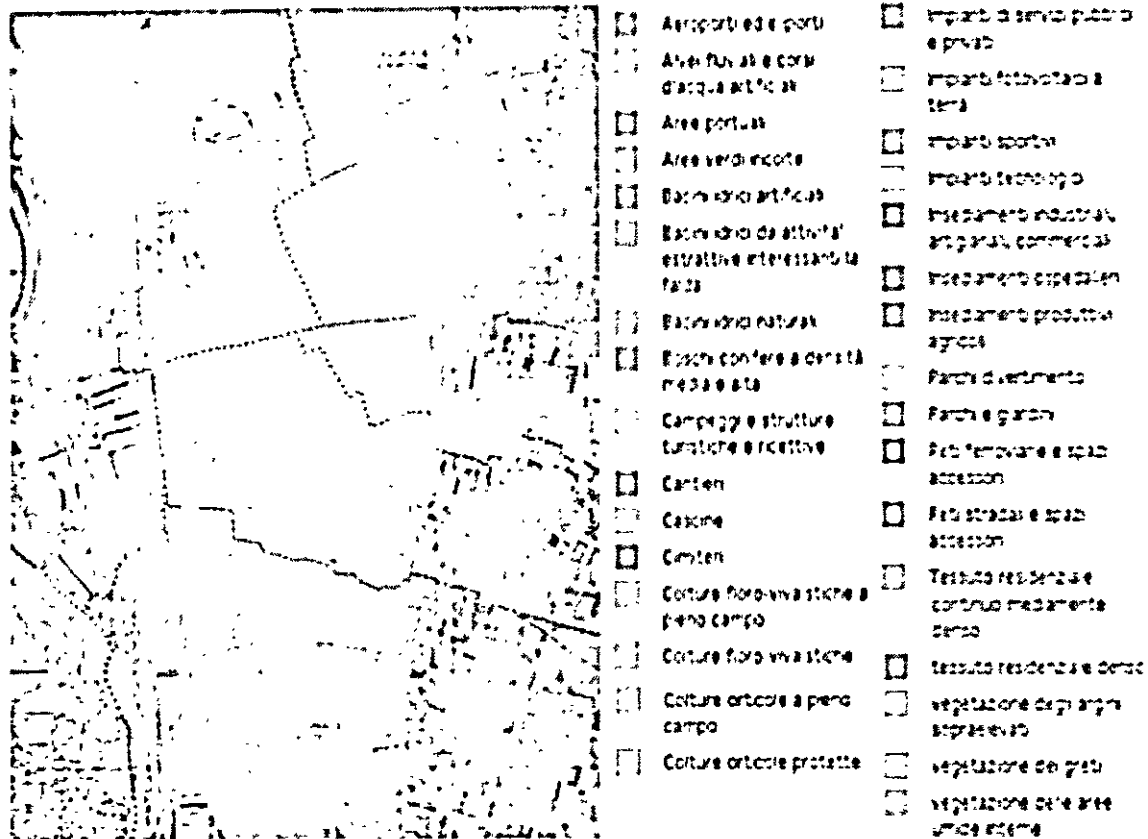 Aeroporti ed eliporti
Alvei fluviali e corsi
d'acqua artificiali
Aree portuali
Aree verdi incolte
Bacini idrici artificiali
Bacini idrici da attivita'
estrattive interessanti la
falda
Bacini idrici naturali
Boschi conifere a densità
media e alta
Campeggi e strutture
turistiche e ricettive
Cantieri
Cascine
Cimiteri
Colture floro-vivaistiche a
pieno campo
Colture floro-vivaistiche
Colture orticole a pieno
campo
Colture orticole protette
Impianti di servizi pubblici
e privati
Impianti fotovoltaici a
terra
Impianti sportivi
Impianti tecnologici
Insediamenti industriali,
artigianali, commerciali
Insediamenti ospedalieri
Insediamenti produttivi
agricoli
Parchi divertimento
Parchi e giardini
Reti ferroviarie e spazi
accessori
Reti stradali e spazi
accessori
Tessuto residenziale
continuo mediamente
denso
tessuto residenziale denso
vegetazione degli argini
sopraelevati
vegetazione dei greti
vegetazione delle aree
umide interne